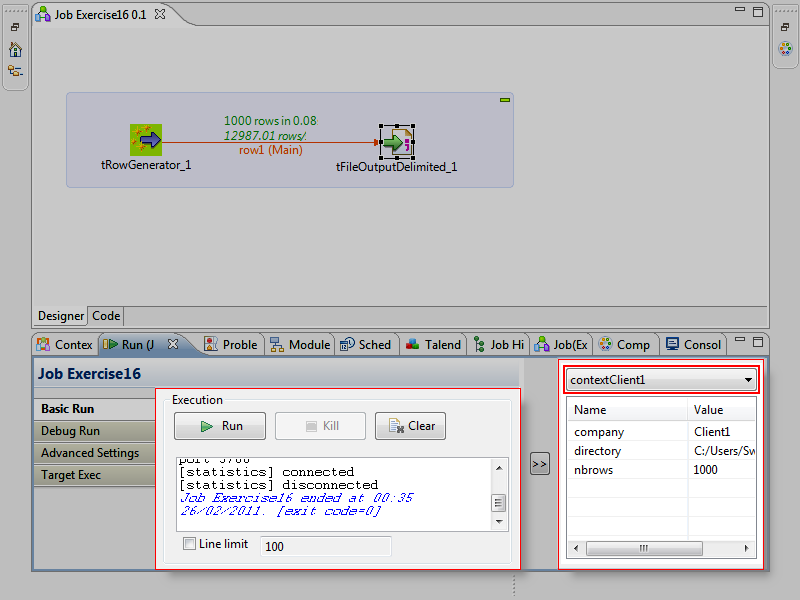 Job Exercise16 0.1
1000 rows in 0.08
12987.01 rows/.
row1 (Main)
tRowGenerator_1
tFileOutputDelimited_1
Designer
Code
Contex
Run (J
Proble
Module
Sched
Talend
Job Hi
Job(Ex
Comp
Consol
Job Exercise16
Basic Run
Debug Run
Advanced Settings
Target Exec
Execution
Run
Kill
Clear
[statistics] connected
[statistics] disconnected
Job Exercise16 ended at 00:35
26/02/2011. [exit code=0]
Line limit
100
>>
contextClient1
Name Value
company Client1
directory C:/Users/Sw
nbrows 1000